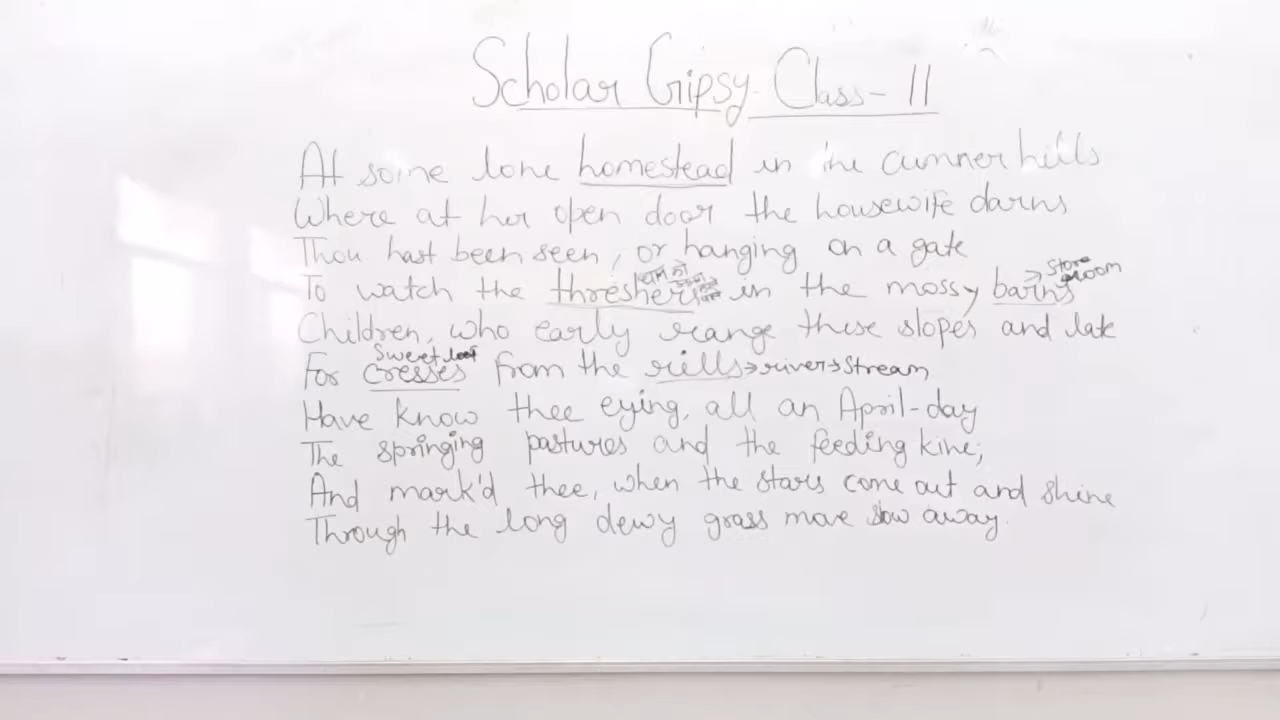 Scholar Gipsy Class - 11
At some lone homestead in the cumner hills
Where at her open door the housewife darns
Thou hast been seen, or hanging on a gate
To watch the threshers in the mossy barns → Store room
Children, who early range these slopes and late
Sweet leaf
For cresses from the rills → river → Stream
Have know thee eying, all an April-day
The springing pastures and the feeding kine;
And mark'd thee, when the stars come out and shine
Through the long dewy grass move slow away.